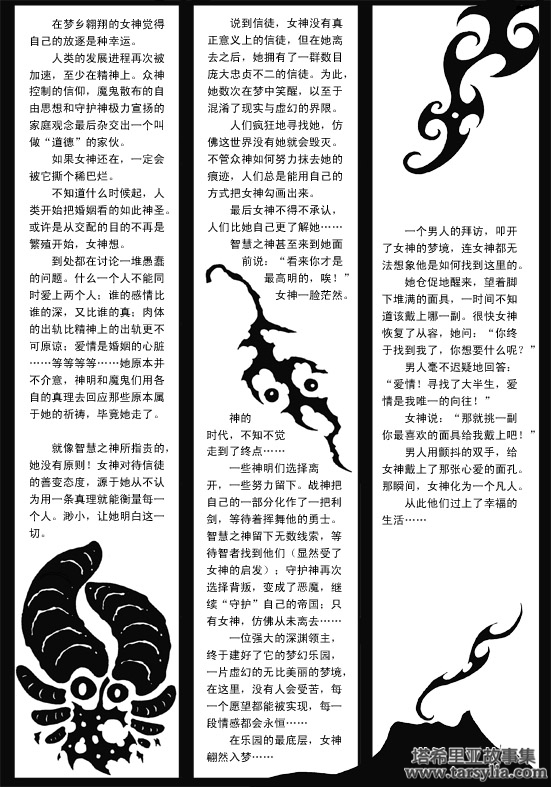 在梦乡翱翔的女神觉得
自己的放逐是种幸运。
人类的发展进程再次被
加速，至少在精神上。众神
控制的信仰，魔鬼散布的自
由思想和守护神极力宣扬的
家庭观念最后杂交出一个叫
做“道德”的家伙。
如果女神还在，一定会
被它撕个稀巴烂。
不知道什么时候起，人
类开始把婚姻看的如此神圣。
或许是从交配的目的不再是
繁殖开始，女神想。
到处都在讨论一堆愚蠢
的问题。什么一个人不能同
时爱上两个人；谁的感情比
谁的深，又比谁的真；肉体
的出轨比精神上的出轨更不
可原谅；爱情是婚姻的心脏
……等等等等……她原本并
不介意，神明和魔鬼们用各
自的真理去回应那些原本属
于她的祈祷，毕竟她走了。
就像智慧之神所指责的，
她没有原则！女神对待信徒
的善变态度，源于她从不认
为用一条真理就能衡量每一
个人。渺小，让她明白这一
切。
说到信徒，女神没有真
正意义上的信徒，但在她离
去之后，她拥有了一群数目
庞大忠贞不二的信徒。为此，
她数次在梦中笑醒，以至于
混淆了现实与虚幻的界限。
人们疯狂地寻找她，仿
佛这世界没有她就会毁灭。
不管众神如何努力抹去她的
痕迹，人们总是能用自己的
方式把女神勾画出来。
最后女神不得不承认，
人们比她自己更了解她……
智慧之神甚至来到她面
前说：“看来你才是
最高明的，唉！”
女神一脸茫然。
神的
时代，不知不觉
走到了终点……
一些神明们选择离
开，一些努力留下。战神把
自己的一部分化作了一把利
剑，等待着挥舞他的勇士。
智慧之神留下无数线索，等
待智者找到他们（显然受了
女神的启发）；守护神再次
选择背叛，变成了恶魔，继
续“守护”自己的帝国；只
有女神，仿佛从未离去……
一位强大的深渊领主，
终于建好了它的梦幻乐园，
一片虚幻的无比美丽的梦境，
在这里，没有人会受苦，每
一个愿望都能被实现，每一
段情感都会永恒……
在乐园的最底层，女神
翩然入梦……
一个男人的拜访，叩开
了女神的梦境，连女神都无
法想象他是如何找到这里的。
她仓促地醒来，望着脚
下堆满的面具，一时间不知
道该戴上哪一副。很快女神
恢复了从容，她问：“你终
于找到我了，你想要什么呢？”
男人毫不迟疑地回答：
“爱情！寻找了大半生，爱
情是我唯一的向往！”
女神说：“那就挑一副
你最喜欢的面具给我戴上吧！”
男人用颤抖的双手，给
女神戴上了那张心爱的面孔。
那瞬间，女神化为一个凡人。
从此他们过上了幸福的
生活……
塔希里亚故事集
www.tarsylia.com